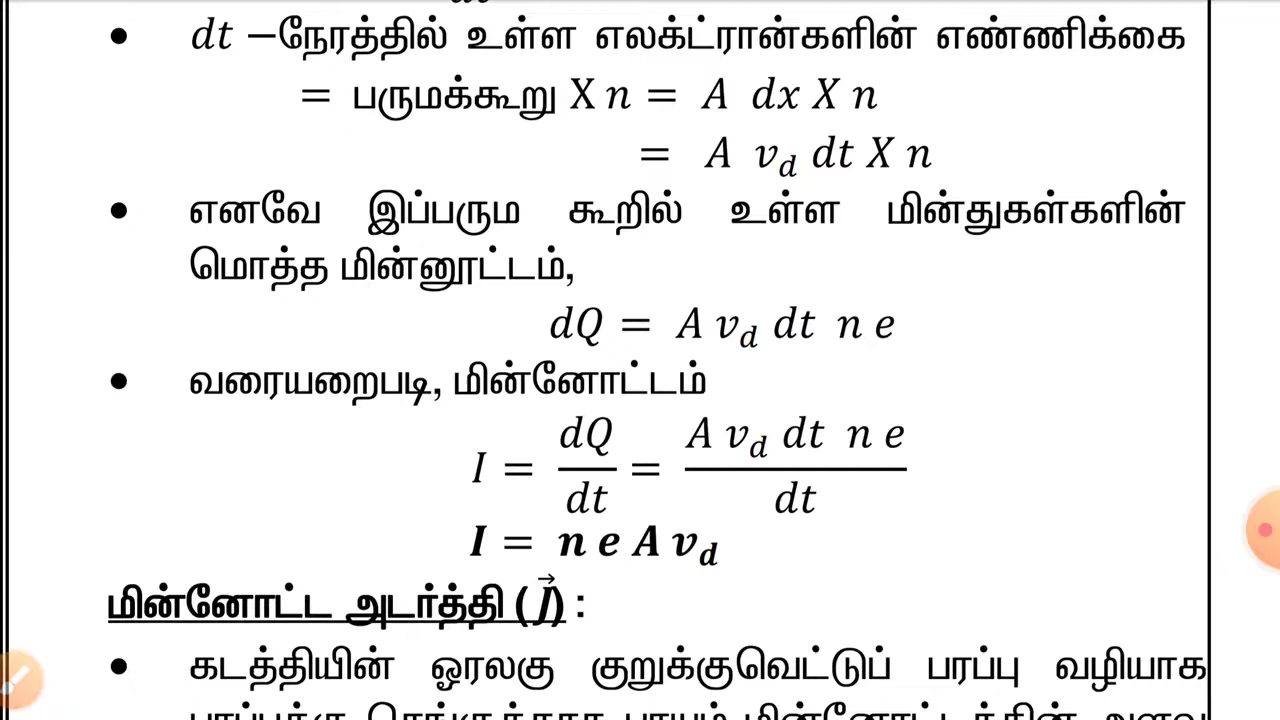 • dt –நேரத்தில் உள்ள எலக்ட்ரான்களின் எண்ணிக்கை
= பருமக்கூறு X n = A dx X n
= A v_d dt X n
• எனவே இப்பரும கூறில் உள்ள மின்துகள்களின்
மொத்த மின்னூட்டம்,
dQ = A v_d dt n e
• வரையறைபடி, மின்னோட்டம்
I = dQ/dt = A v_d dt n e/dt
I = n e A v_d
மின்னோட்ட அடர்த்தி ( J⃗) :
• கடத்தியின் ஓரலகு குறுக்குவெட்டுப் பரப்பு வழியாக